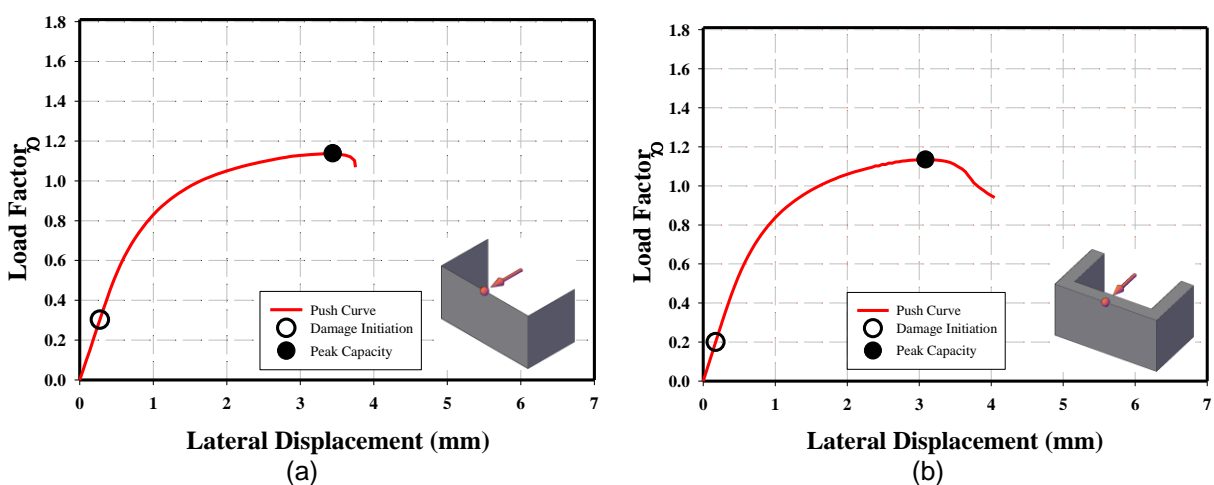 1.8
1.6
1.4
1.2
1.0
0.8
0.6
0.4
0.2
0.0
Load Factor α
Push Curve
Damage Initiation
Peak Capacity
0 1 2 3 4 5 6 7
Lateral Displacement (mm)
(a)
1.8
1.6
1.4
1.2
1.0
0.8
0.6
0.4
0.2
0.0
Load Factor α
Push Curve
Damage Initiation
Peak Capacity
0 1 2 3 4 5 6 7
Lateral Displacement (mm)
(b)